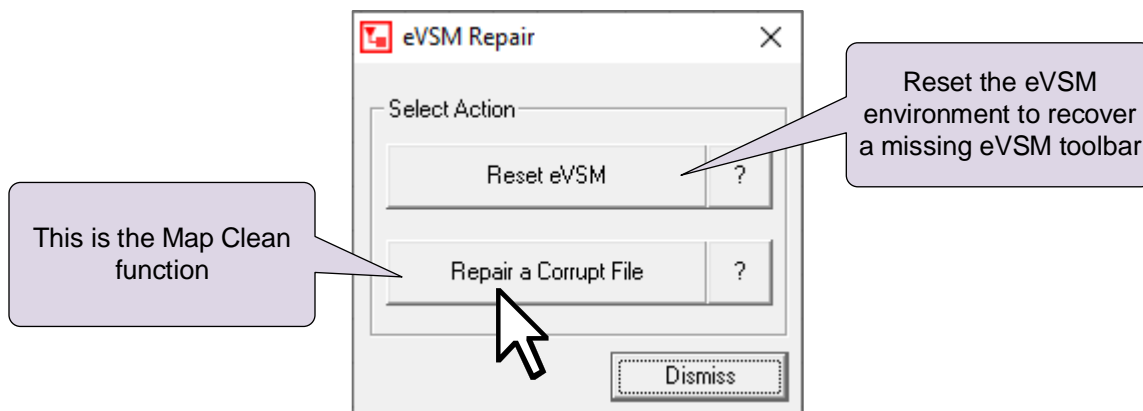 eVSM Repair
Select Action
Reset eVSM
?
Reset the eVSM
environment to recover
a missing eVSM toolbar
This is the Map Clean
function
Repair a Corrupt File
?
Dismiss